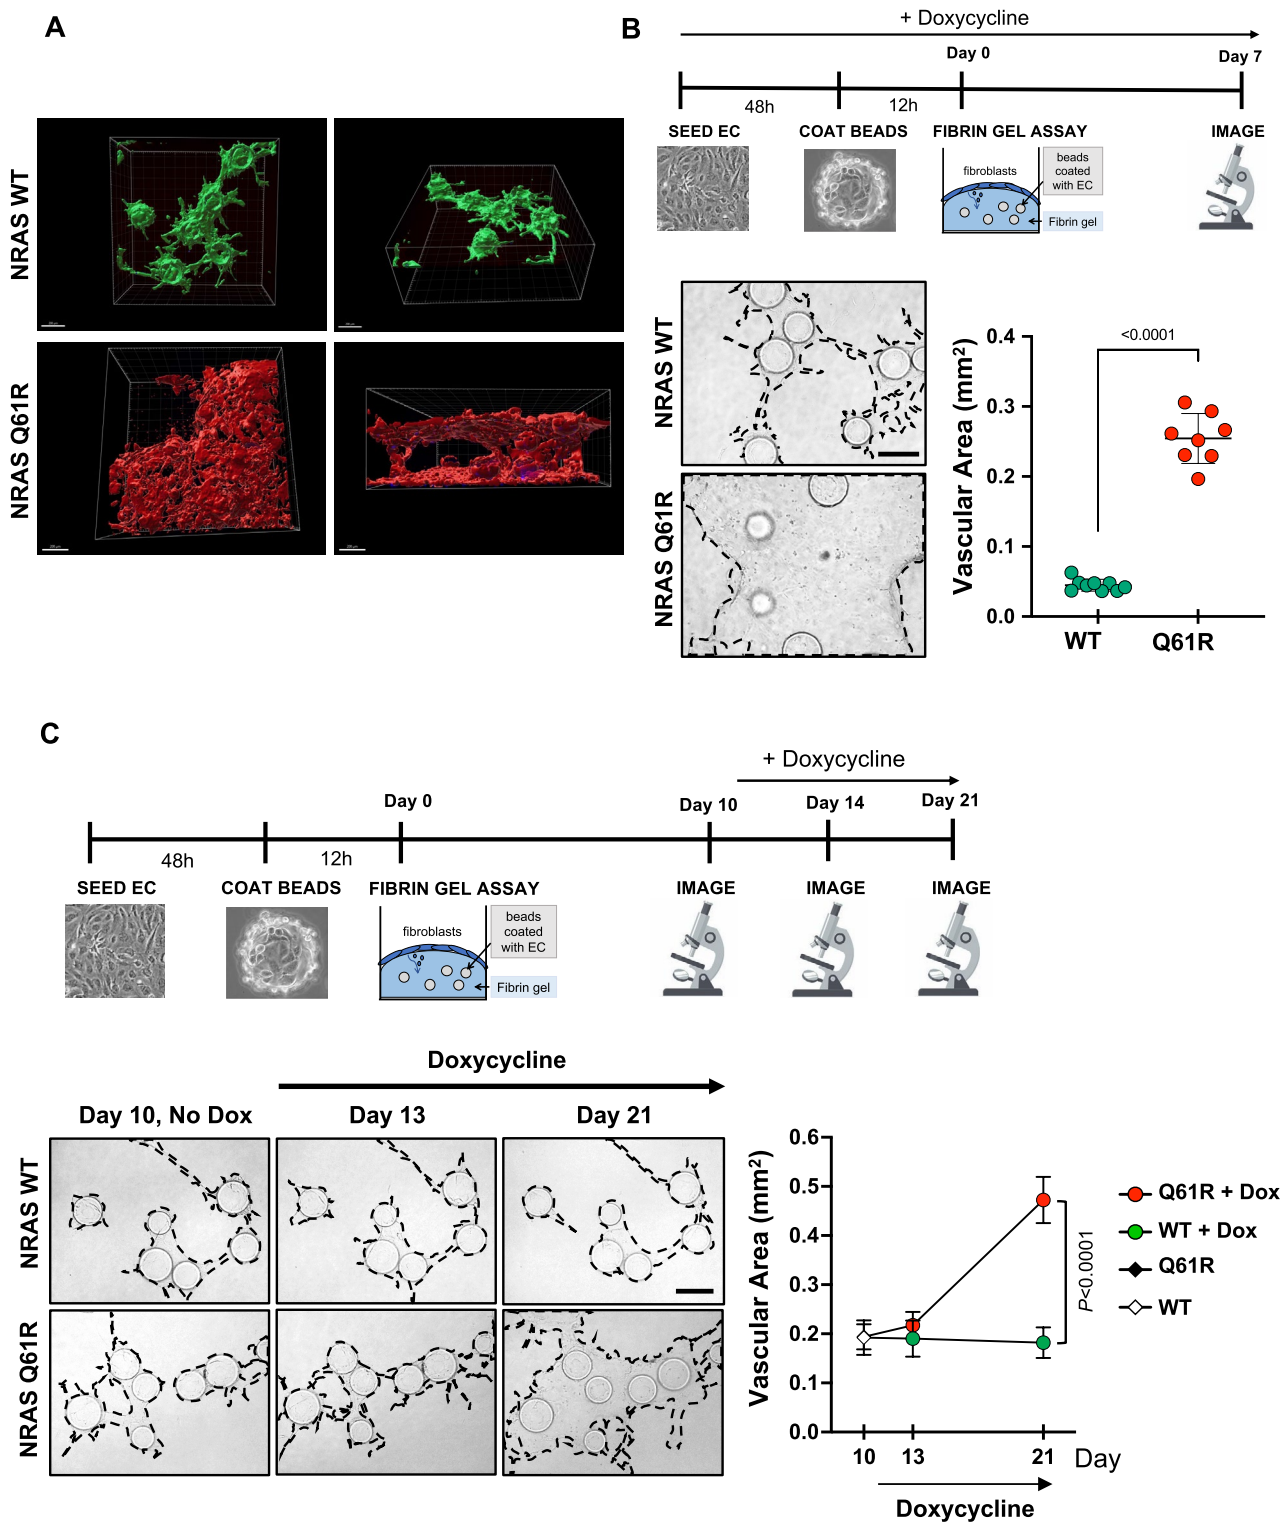 A
NRAS WT
NRAS Q61R
B
+ Doxycycline
Day 0
Day 7
48h
12h
SEED EC
COAT BEADS
FIBRIN GEL ASSAY
IMAGE
fibroblasts
beads
coated
with EC
Fibrin gel
NRAS WT
NRAS Q61R
Vascular Area (mm²)
0.4
0.3
0.2
0.1
0.0
<0.0001
WT
Q61R
C
+ Doxycycline
Day 0
Day 10
Day 14
Day 21
48h
12h
SEED EC
COAT BEADS
FIBRIN GEL ASSAY
IMAGE
IMAGE
IMAGE
fibroblasts
beads
coated
with EC
Fibrin gel
Doxycycline
Day 10, No Dox
Day 13
Day 21
NRAS WT
NRAS Q61R
Vascular Area (mm²)
0.6
0.5
0.4
0.3
0.2
0.1
0.0
10
13
21
Day
Doxycycline
P<0.0001
Q61R + Dox
WT + Dox
Q61R
WT